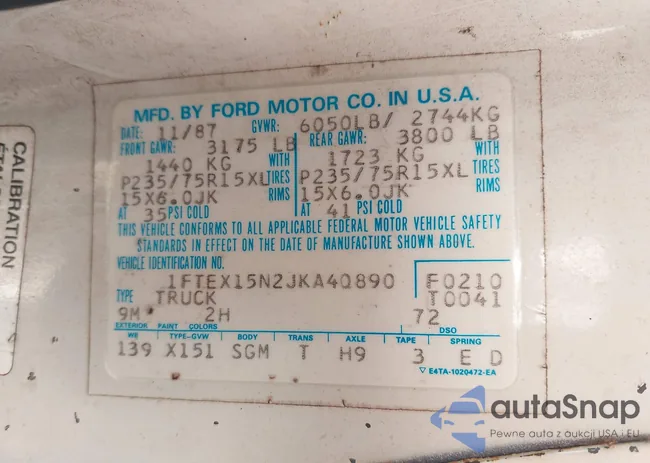 MFD. BY FORD MOTOR CO. IN U.S.A.
DATE: 11/87 GVWR: 6050LB/ 2744KG
FRONT GAWR: 3175 LB REAR GAWR: 3800 LB
1440 KG WITH 1723 KG WITH
P235/75R15XL TIRES P235/75R15XL TIRES
15X6.0JK RIMS 15X6.0JK RIMS
AT 35 PSI COLD AT 41 PSI COLD
THIS VEHICLE CONFORMS TO ALL APPLICABLE FEDERAL MOTOR VEHICLE SAFETY
STANDARDS IN EFFECT ON THE DATE OF MANUFACTURE SHOWN ABOVE.
VEHICLE IDENTIFICATION NO.
1FTEX15N2JKA40890 F0210
TYPE TRUCK T0041
9M 2H 72
EXTERIOR PAINT COLORS DSO
WB TYPE-GVW BODY TRANS AXLE TAPE SPRING
139 X151 SGM T H9 3 E D
E4TA-1020472-EA
CALIBRATION
autaSnap
Pewne auta z aukcji USA i EU